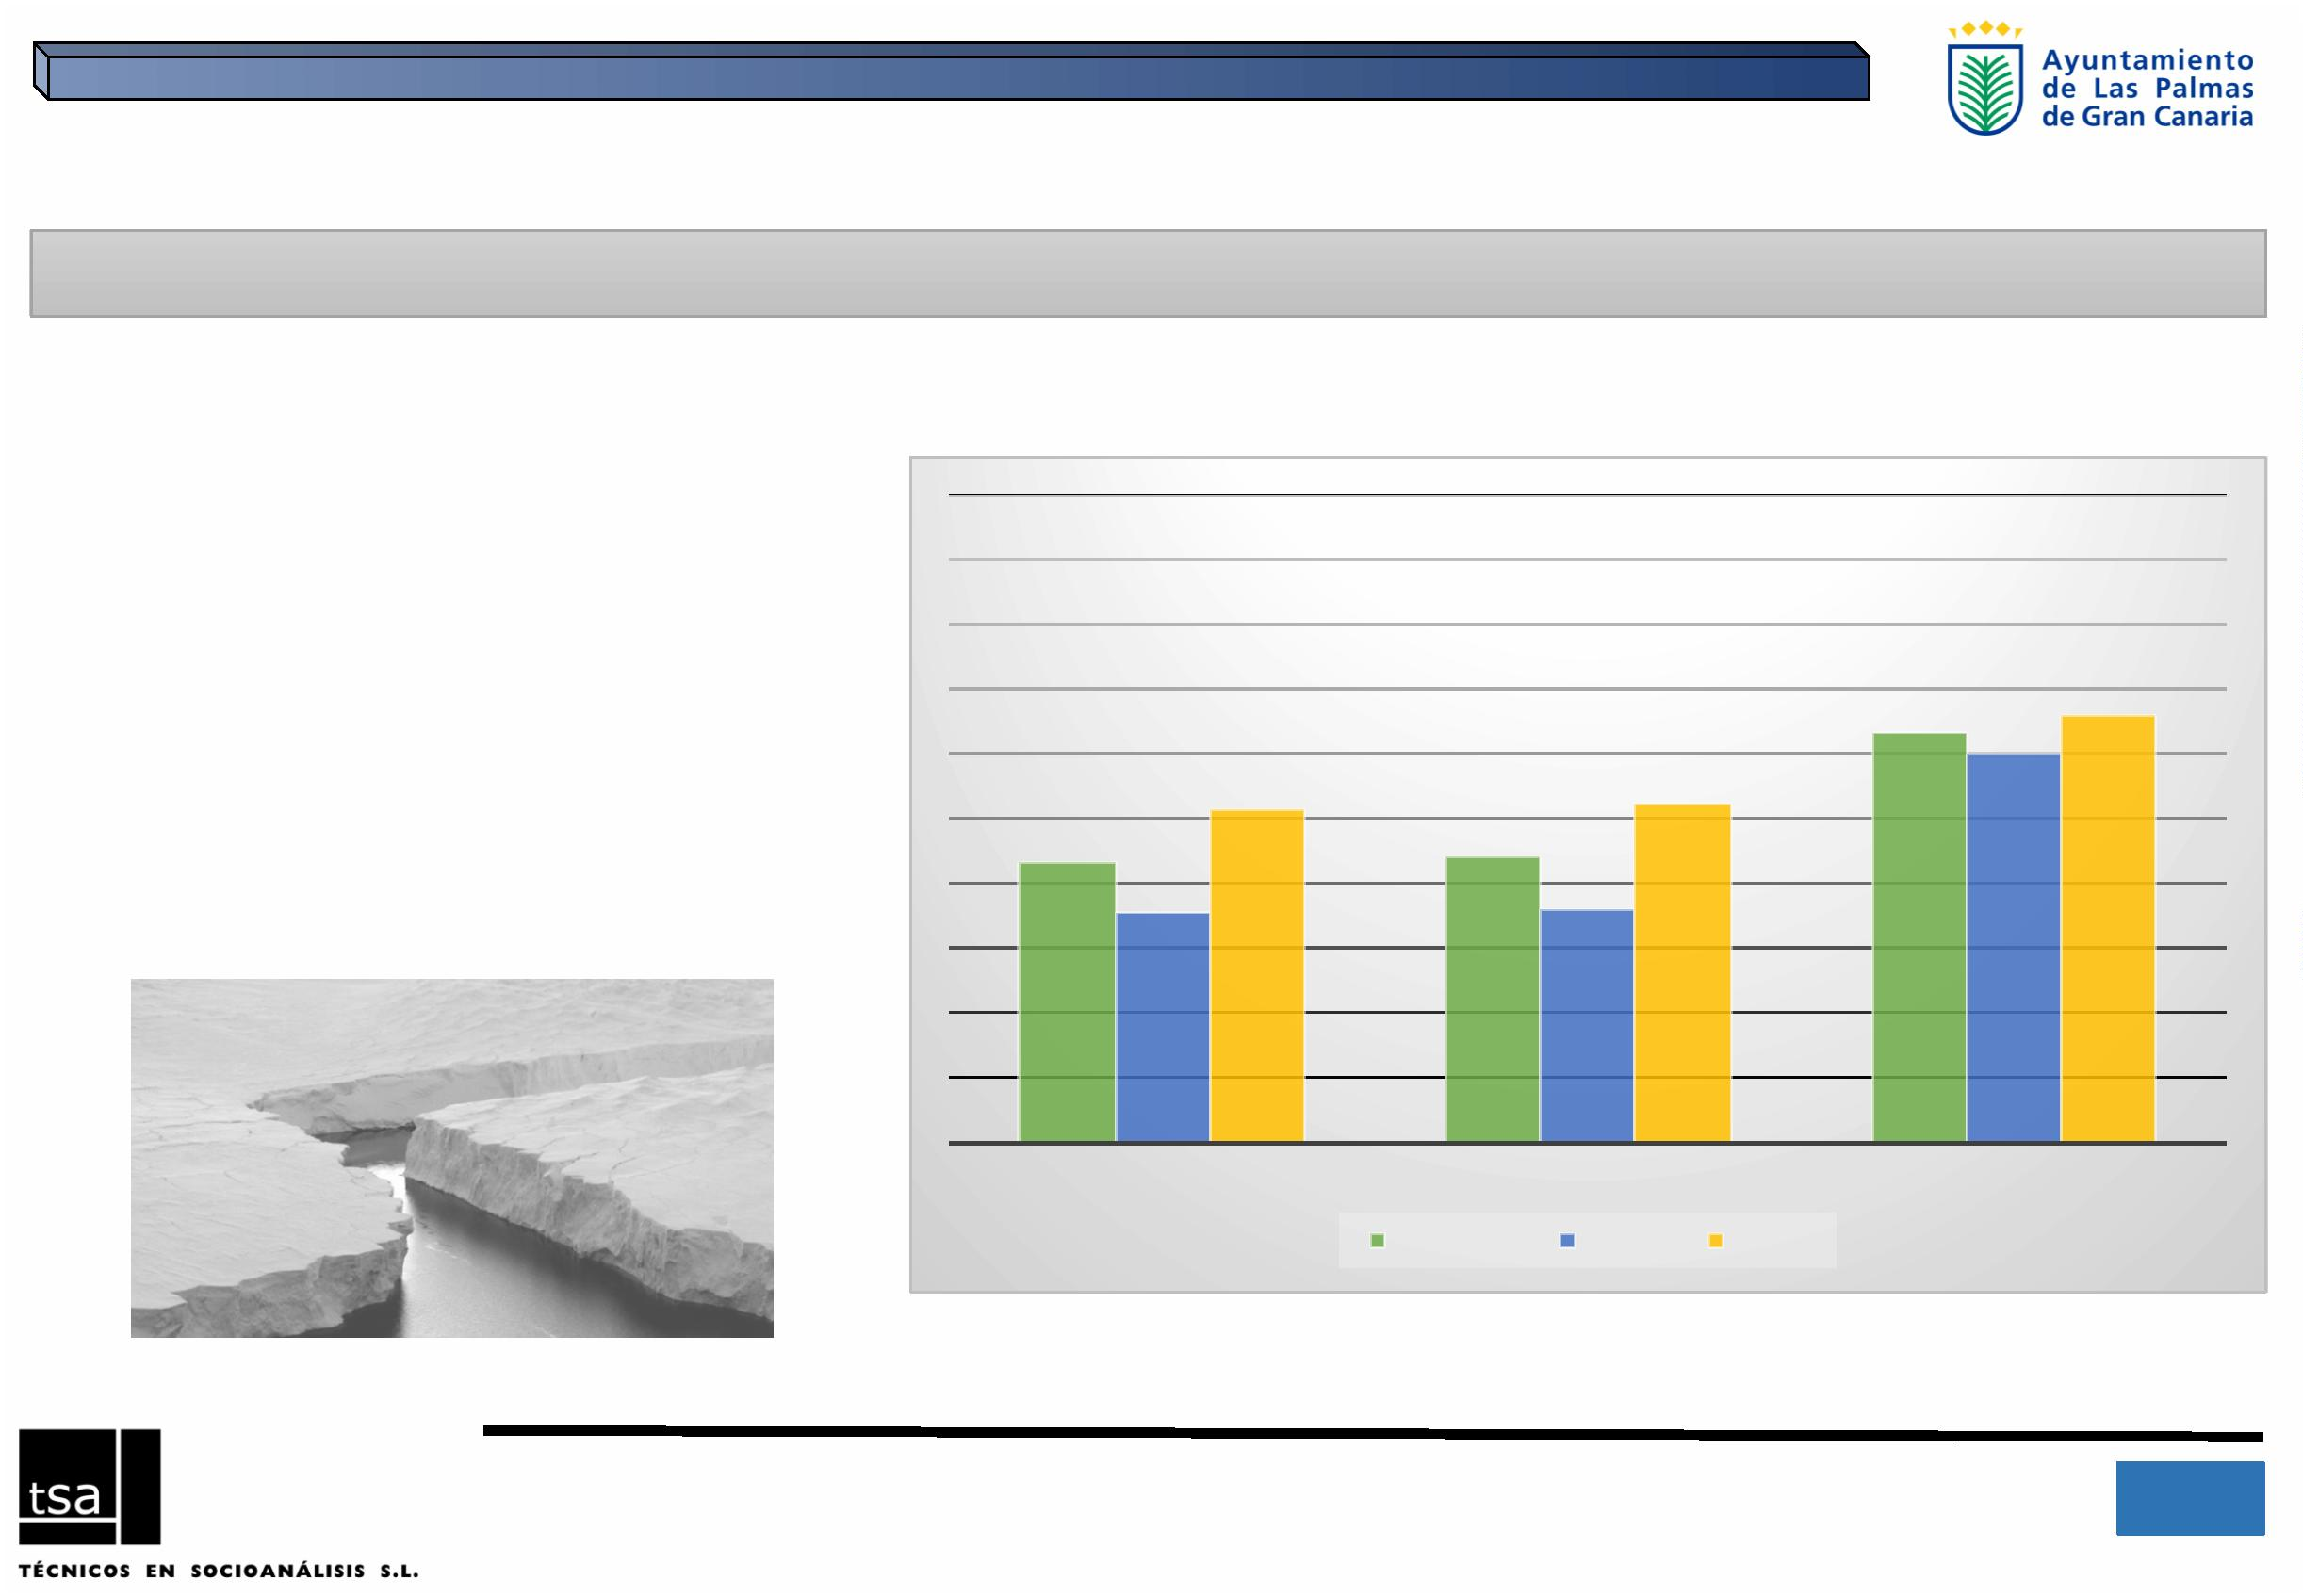 Ayuntamiento
de Las Palmas
de Gran Canaria
tsa
TÉCNICOS EN SOCIOANÁLISIS S.L.